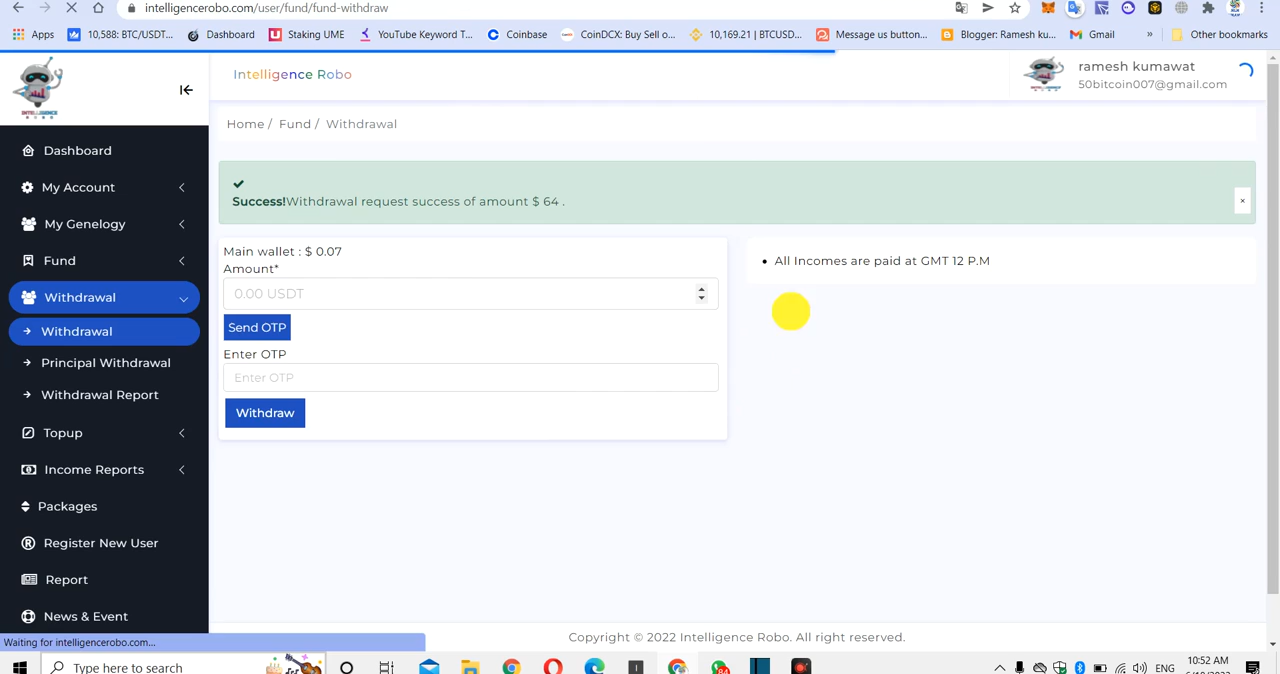 intelligencerobo.com/user/fund/fund-withdraw
Apps
10,588: BTC/USDT...
Dashboard
Staking UME
YouTube Keyword T...
Coinbase
CoinDCX: Buy Sell o...
10,169.21 | BTCUSD...
Message us button...
Blogger: Ramesh ku...
Gmail
»
Other bookmarks
INTELLIGENCE
ROBO
Intelligence Robo
ramesh kumawat
50bitcoin007@gmail.com
Home / Fund / Withdrawal
Dashboard
My Account
My Genelogy
Fund
Withdrawal
Withdrawal
Principal Withdrawal
Withdrawal Report
Topup
Income Reports
Packages
Register New User
Report
News & Event
Success!Withdrawal request success of amount $ 64 .
×
Main wallet : $ 0.07
Amount*
0.00 USDT
Send OTP
Enter OTP
Enter OTP
Withdraw
• All Incomes are paid at GMT 12 P.M
Copyright © 2022 Intelligence Robo. All right reserved.
Waiting for intelligencerobo.com...
Type here to search
ENG
10:52 AM